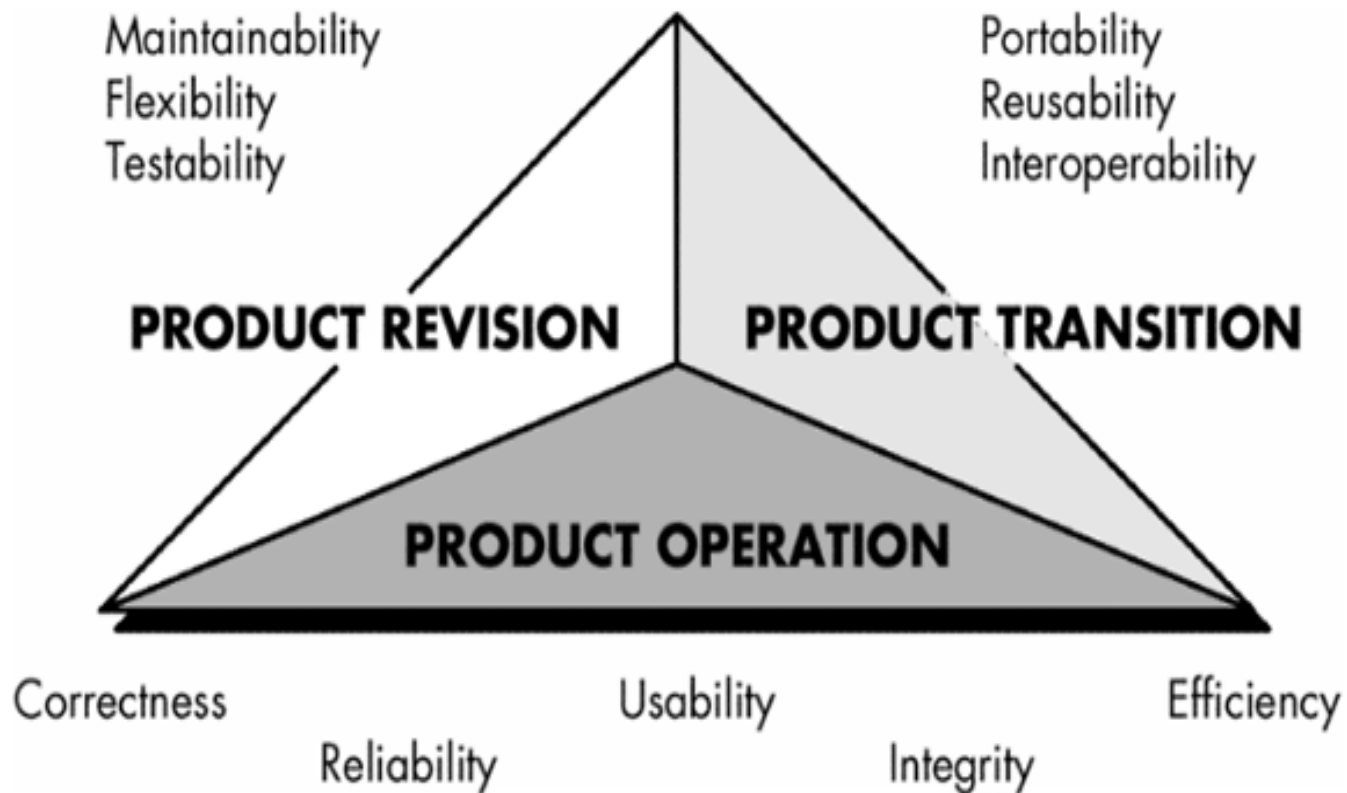 Maintainability
Flexibility
Testability
Portability
Reusability
Interoperability
PRODUCT REVISION
PRODUCT TRANSITION
PRODUCT OPERATION
Correctness
Usability
Efficiency
Reliability
Integrity